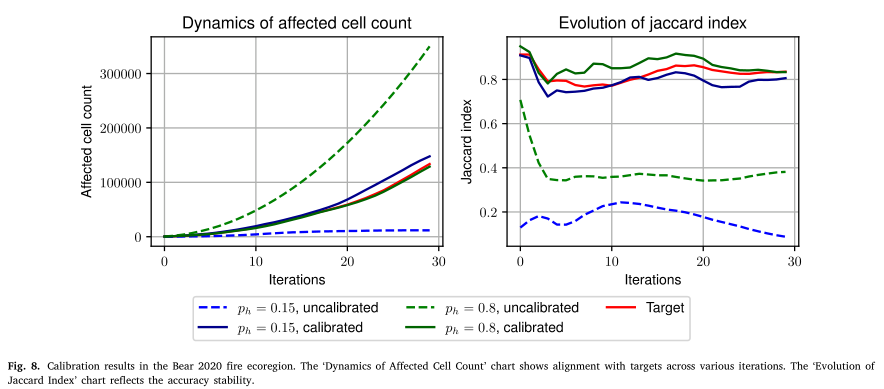 Dynamics of affected cell count
Evolution of jaccard index
300000
200000
100000
0
Affected cell count
0
10
20
30
Iterations
0.8
0.6
0.4
0.2
Jaccard index
0
10
20
30
Iterations
p_h = 0.15, uncalibrated
p_h = 0.8, uncalibrated
Target
p_h = 0.15, calibrated
p_h = 0.8, calibrated
Fig. 8. Calibration results in the Bear 2020 fire ecoregion. The ‘Dynamics of Affected Cell Count’ chart shows alignment with targets across various iterations. The ‘Evolution of
Jaccard Index’ chart reflects the accuracy stability.